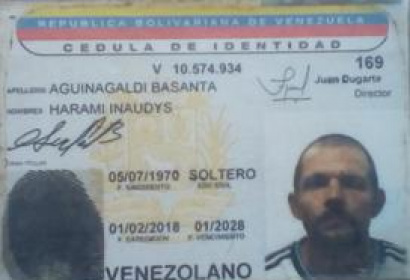 REPUBLICA BOLIVARIANA DE VENEZUELA
CEDULA DE IDENTIDAD
V 10.574.934
169
Juan Dugarte
Director
APELLIDOS AGUINAGALDI BASANTA
NOMBRES HARAMI INAUDYS
05/07/1970 SOLTERO
F. NACIMIENTO EDO CIVIL
01/02/2018 01/2028
F. EXPEDICION F. VENCIMIENTO
VENEZOLANO